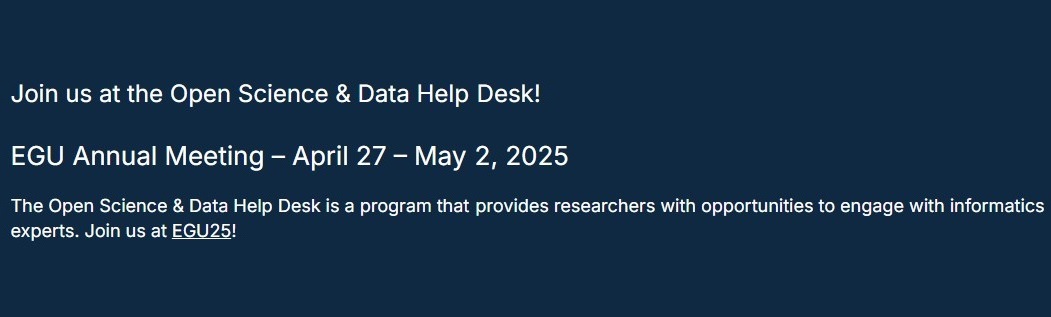 Join us at the Open Science & Data Help Desk!
EGU Annual Meeting – April 27 – May 2, 2025
The Open Science & Data Help Desk is a program that provides researchers with opportunities to engage with informatics
experts. Join us at EGU25!